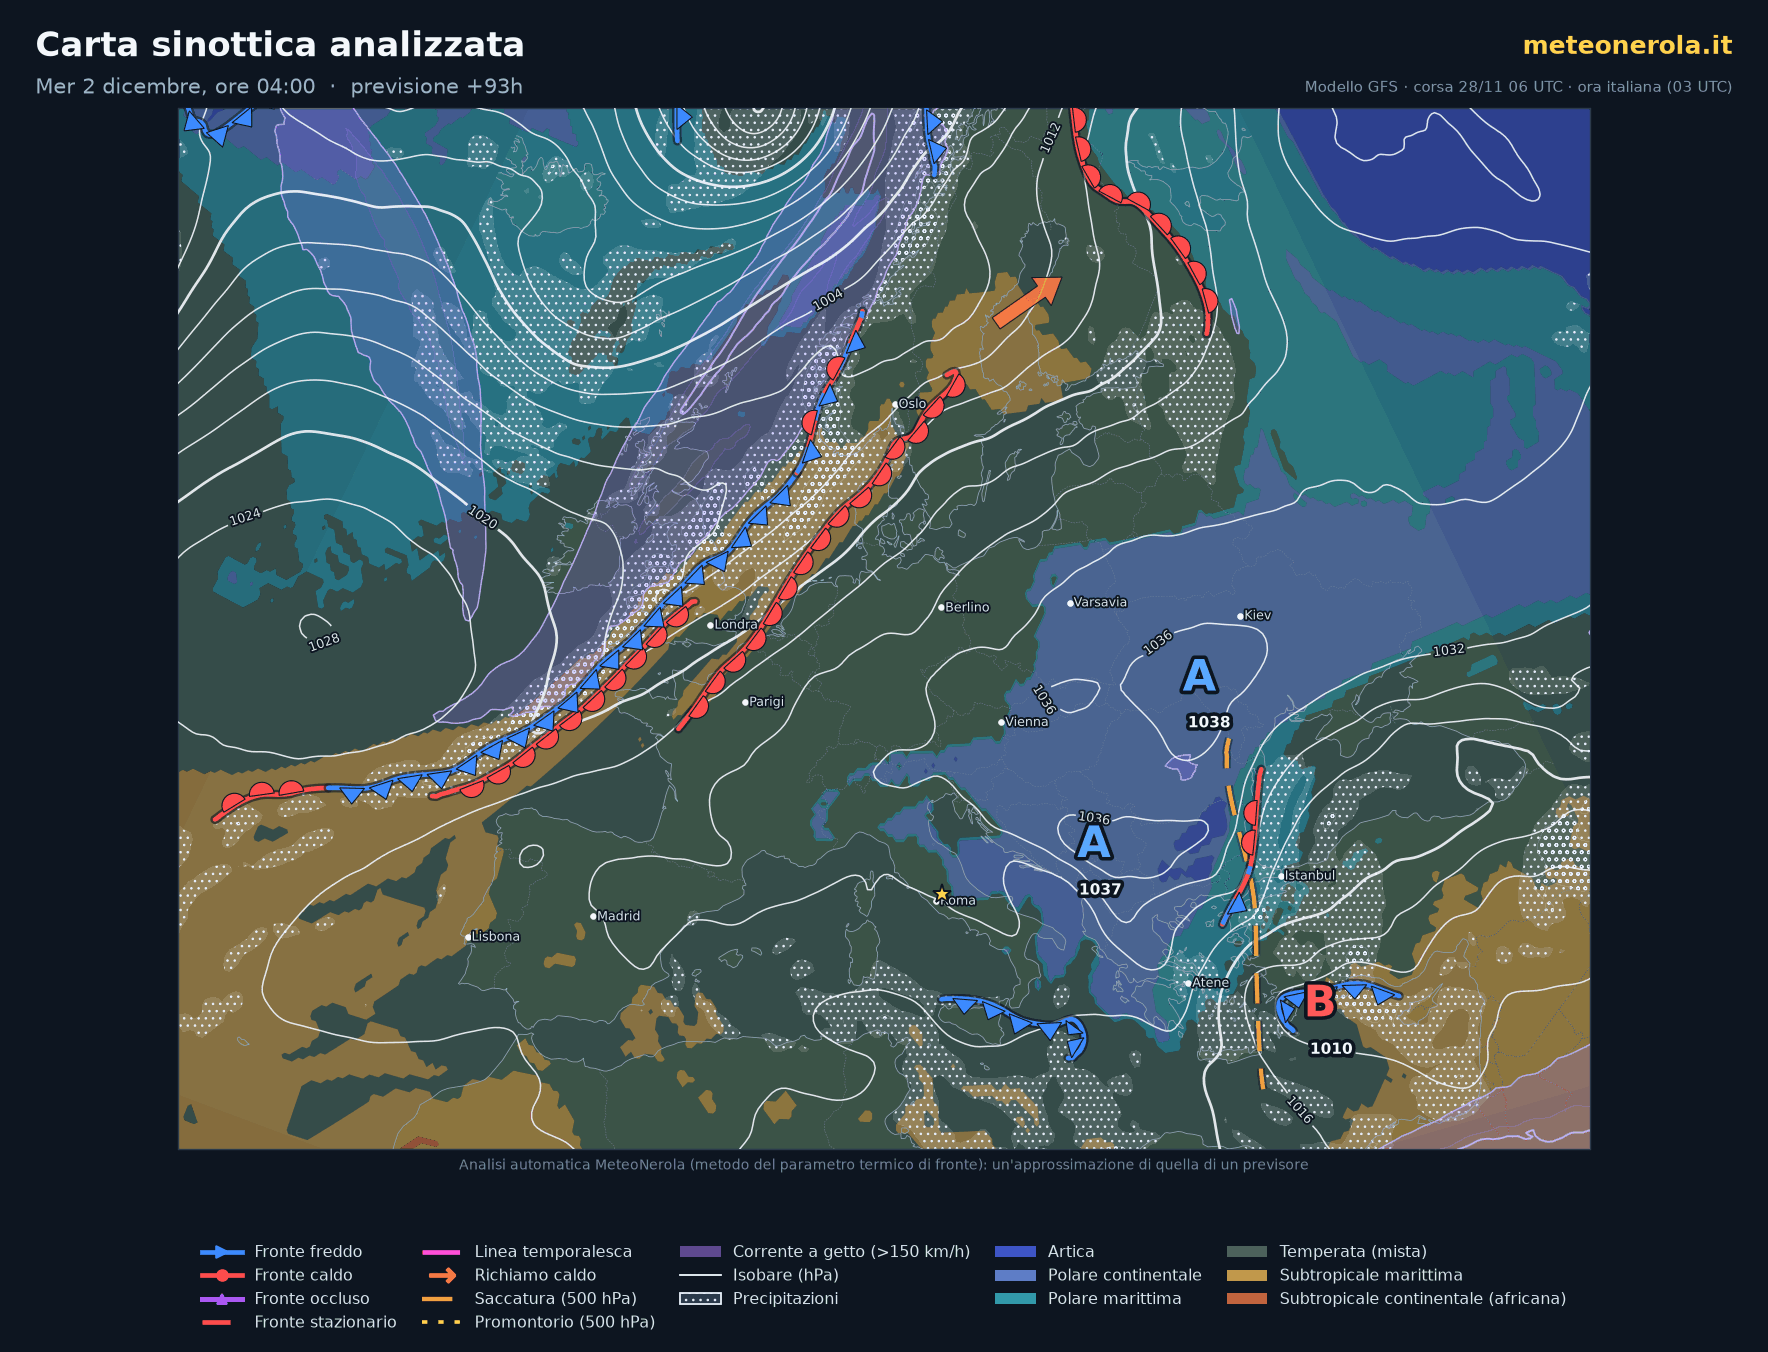 Carta sinottica analizzata
meteonerola.it
Mer 2 dicembre, ore 04:00 · previsione +93h
Modello GFS · corsa 28/11 06 UTC · ora italiana (03 UTC)
1012
1004
Oslo
1024
1020
Berlino
Varsavia
Kiev
Londra
1028
1036
1032
A
1036
Parigi
Vienna
1038
1036
A
1037
Istanbul
Roma
Madrid
Lisbona
Atene
B
1010
1016
Analisi automatica MeteoNerola (metodo del parametro termico di fronte): un'approssimazione di quella di un previsore
Fronte freddo
Fronte caldo
Fronte occluso
Fronte stazionario
Linea temporalesca
Richiamo caldo
Saccatura (500 hPa)
Promontorio (500 hPa)
Corrente a getto (>150 km/h)
Isobare (hPa)
Precipitazioni
Artica
Polare continentale
Polare marittima
Temperata (mista)
Subtropicale marittima
Subtropicale continentale (africana)